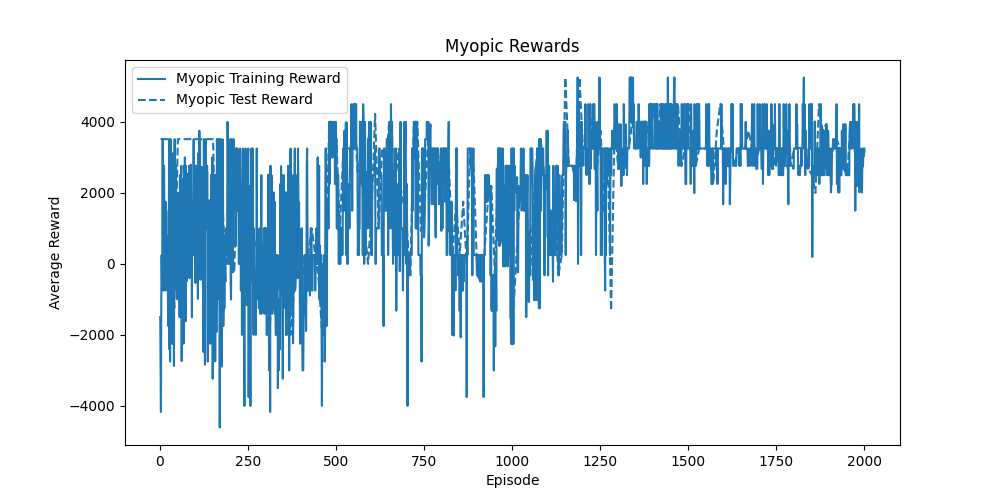 Myopic Rewards
Myopic Training Reward
Myopic Test Reward
Average Reward
4000
2000
0
−2000
−4000
0 250 500 750 1000 1250 1500 1750 2000
Episode